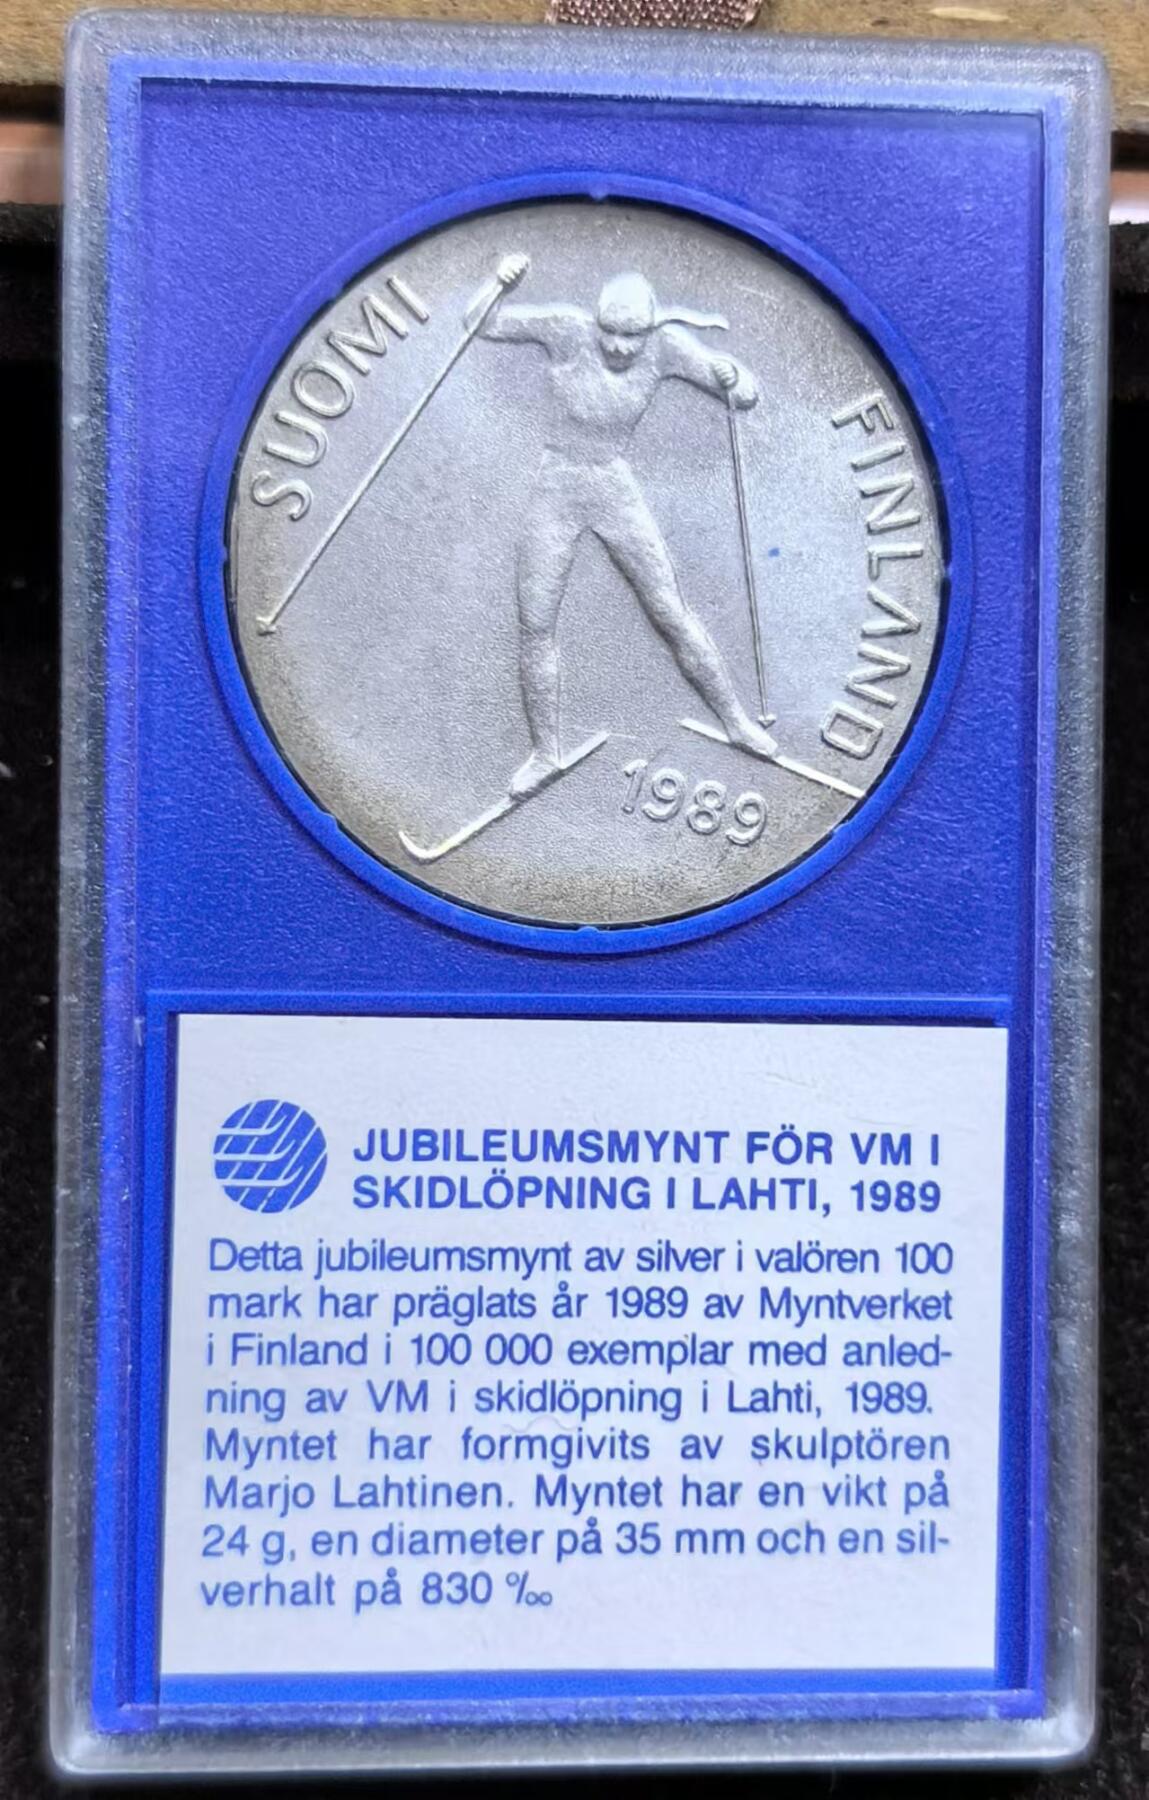 SUOMI
FINLAND
1989
JUBILEUMSMYNT FÖR VM I
SKIDLÖPNING I LAHTI, 1989
Detta jubileumsmynt av silver i valören 100
mark har präglats år 1989 av Myntverket
i Finland i 100 000 exemplar med anled-
ning av VM i skidlöpning i Lahti, 1989.
Myntet har formgivits av skulptören
Marjo Lahtinen. Myntet har en vikt på
24 g, en diameter på 35 mm och en sil-
verhalt på 830 ‰